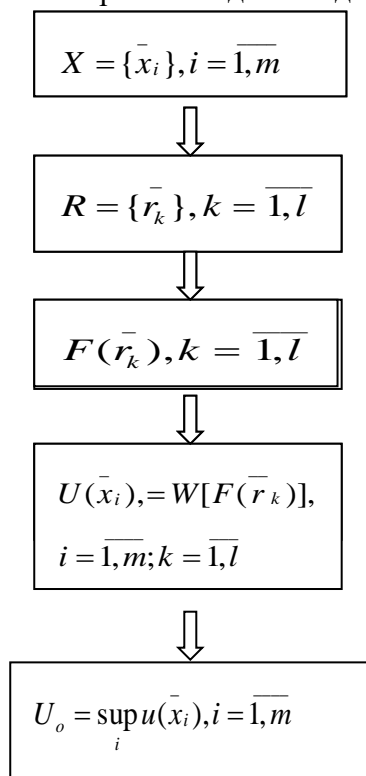 X = {x̄ᵢ}, i = 1,m̅
R = {r̄ₖ}, k = 1,l̅
F(r̄ₖ), k = 1,l̅
U(x̄ᵢ),= W[F(r̄ ₖ)],
i = 1,m̅; k = 1,l̅
Uₒ = sup u(x̄ᵢ), i = 1,m̅
i